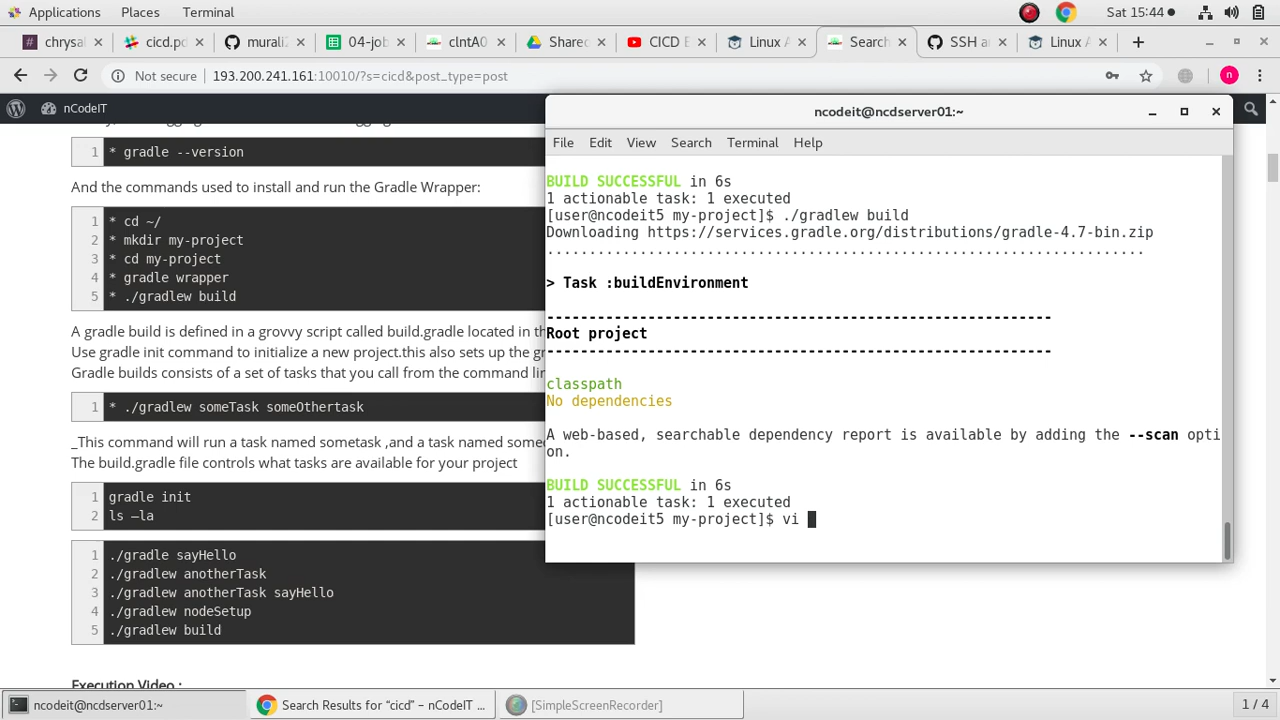 Applications Places Terminal Sat 15:44
chrysal cicd.po murali 04-job clntA0 Share CICD Linux A Search SSH a Linux A
Not secure 193.200.241.161:10010/?s=cicd&post_type=post
nCodeIT
1 * gradle --version
And the commands used to install and run the Gradle Wrapper:
1 * cd ~/
2 * mkdir my-project
3 * cd my-project
4 * gradle wrapper
5 * ./gradlew build
A gradle build is defined in a grovvy script called build.gradle located in th
Use gradle init command to initialize a new project.this also sets up the gr
Gradle builds consists of a set of tasks that you call from the command lin
1 * ./gradlew someTask someOthertask
_This command will run a task named sometask ,and a task named someo
The build.gradle file controls what tasks are available for your project
1 gradle init
2 ls –la
1 ./gradle sayHello
2 ./gradlew anotherTask
3 ./gradlew anotherTask sayHello
4 ./gradlew nodeSetup
5 ./gradlew build
Execution Video :
ncodeit@ncdserver01:~
File Edit View Search Terminal Help
BUILD SUCCESSFUL in 6s
1 actionable task: 1 executed
[user@ncodeit5 my-project]$ ./gradlew build
Downloading https://services.gradle.org/distributions/gradle-4.7-bin.zip
.......................................................................
> Task :buildEnvironment
------------------------------------------------------------
Root project
------------------------------------------------------------
classpath
No dependencies
A web-based, searchable dependency report is available by adding the --scan opti
on.
BUILD SUCCESSFUL in 6s
1 actionable task: 1 executed
[user@ncodeit5 my-project]$ vi
ncodeit@ncdserver01:~ Search Results for “cicd” – nCodeIT ... [SimpleScreenRecorder] 1 / 4